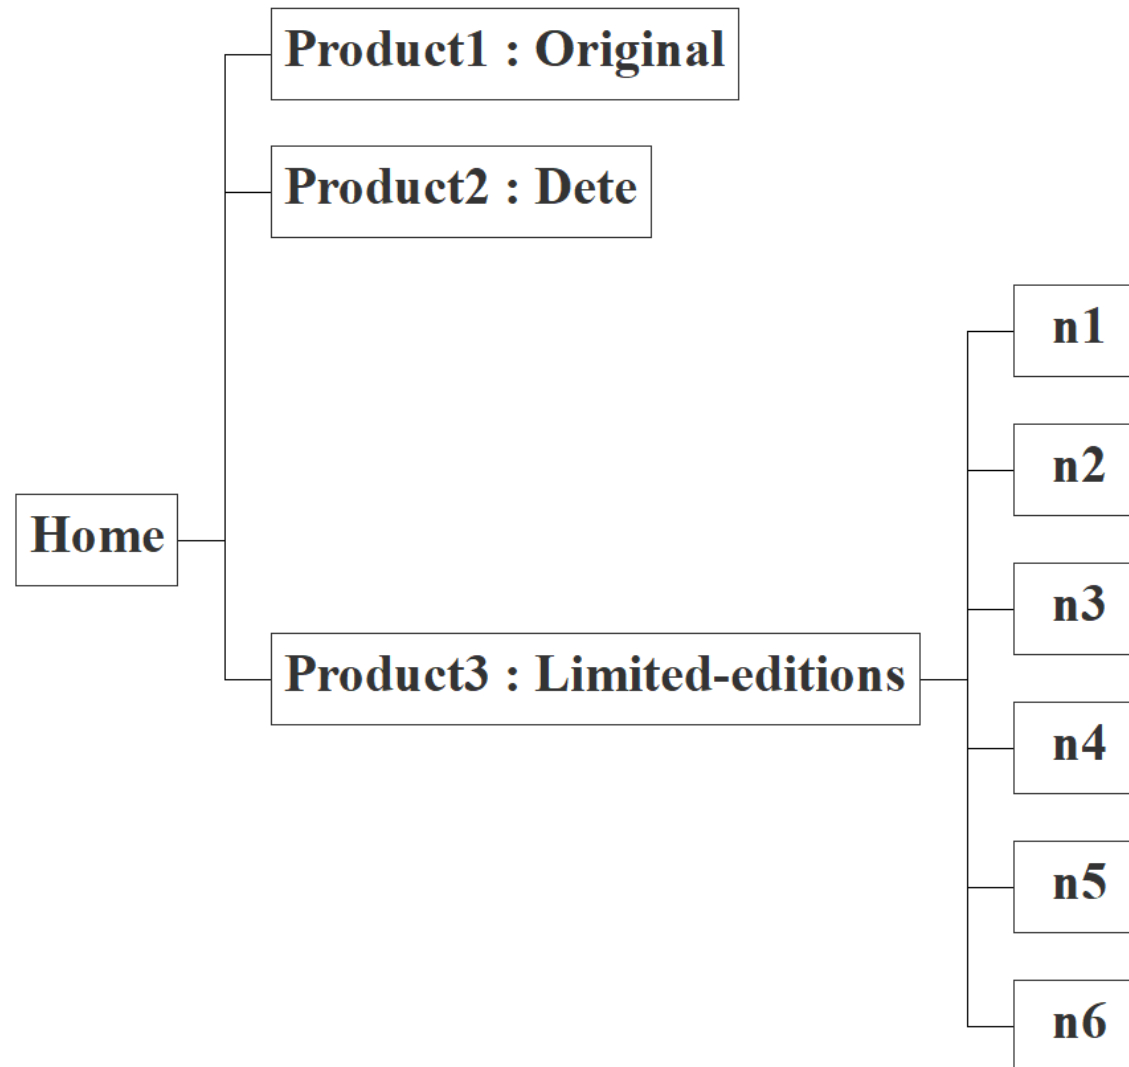 Product1 : Original
Product2 : Dete
n1
n2
Home
n3
Product3 : Limited-editions
n4
n5
n6